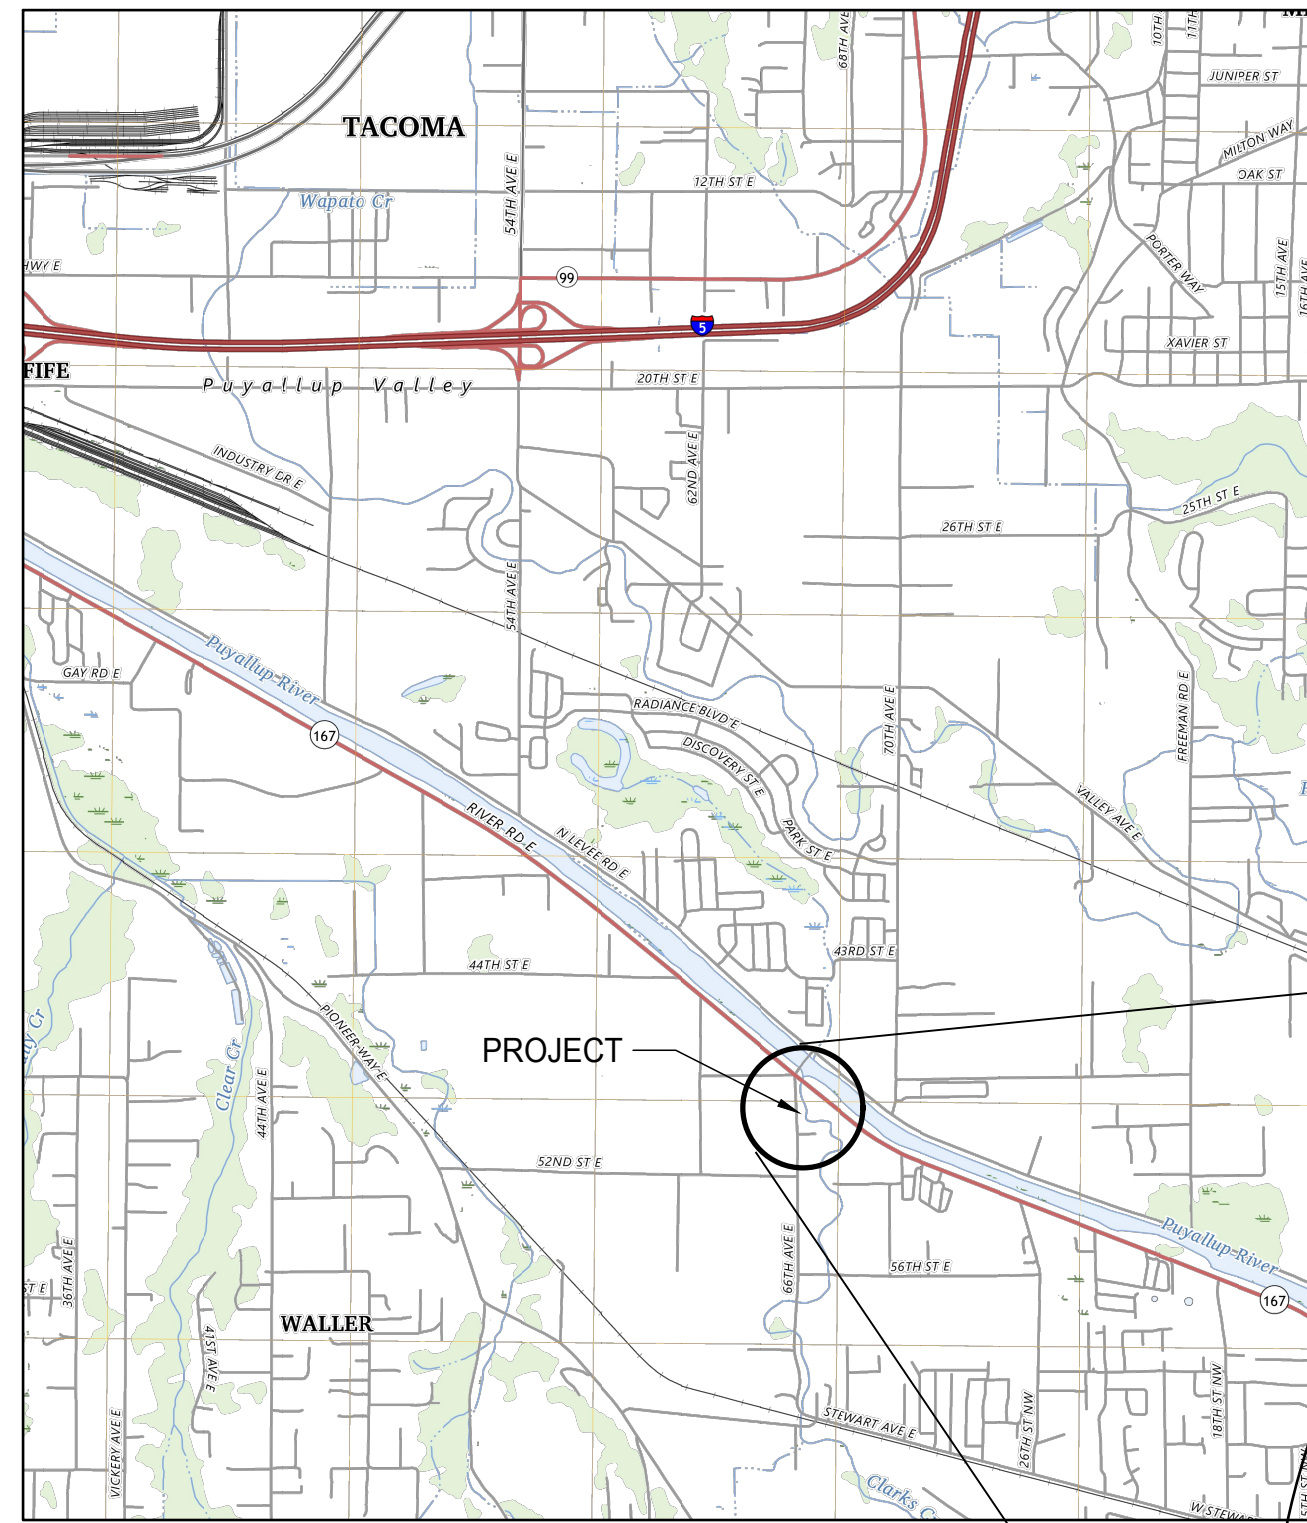 68TH AVE
10TH
11TH
JUNIPER ST
TACOMA
MILTON WAY
OAK ST
12TH ST E
Wapato Cr
54TH AVE E
PORTER WAY
15TH AVE
16TH AVE
HWY E
99
5
XAVIER ST
FIFE
Puyallup Valley
20TH ST E
INDUSTRY DR E
62ND AVE E
25TH ST E
26TH ST E
54TH AVE E
Puyallup River
GAY RD E
RADIANCE BLVD E
70TH AVE E
FREEMAN RD E
167
DISCOVERY ST E
VALLEY AVE E
RIVER RD E
N LEVEE RD E
PARK ST E
43RD ST E
44TH ST E
PIONEER WAY E
Clear Cr
44TH AVE E
PROJECT
52ND ST E
66TH AVE E
56TH ST E
Puyallup River
167
36TH AVE E
ST E
WALLER
41ST AVE E
VICKERY AVE E
STEWART AVE E
26TH ST NW
18TH ST NW
Clarks C
W STEWA